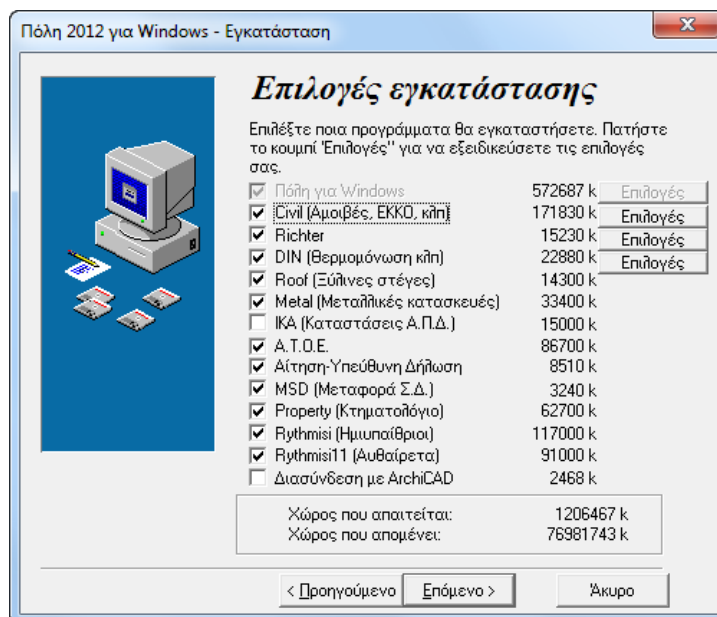 Πόλη 2012 για Windows - Εγκατάσταση
Επιλογές εγκατάστασης
Επιλέξτε ποια προγράμματα θα εγκαταστήσετε. Πατήστε
το κουμπί 'Επιλογές'' για να εξειδικεύσετε τις επιλογές
σας.
Πόλη για Windows 572687 k Επιλογές
Civil (Αμοιβές, ΕΚΚΟ, κλπ) 171830 k Επιλογές
Richter 15230 k Επιλογές
DIN (Θερμομόνωση κλπ) 22880 k Επιλογές
Roof (Ξύλινες στέγες) 14300 k
Metal (Μεταλλικές κατασκευές) 33400 k
ΙΚΑ (Καταστάσεις Α.Π.Δ.) 15000 k
Α.Τ.Ο.Ε. 86700 k
Αίτηση-Υπεύθυνη Δήλωση 8510 k
MSD (Μεταφορά Σ.Δ.) 3240 k
Property (Κτηματολόγιο) 62700 k
Rythmisi (Ημιυπαίθριοι) 117000 k
Rythmisi11 (Αυθαίρετα) 91000 k
Διασύνδεση με ArchiCAD 2468 k
Χώρος που απαιτείται: 1206467 k
Χώρος που απομένει: 76981743 k
< Προηγούμενο Επόμενο > Άκυρο